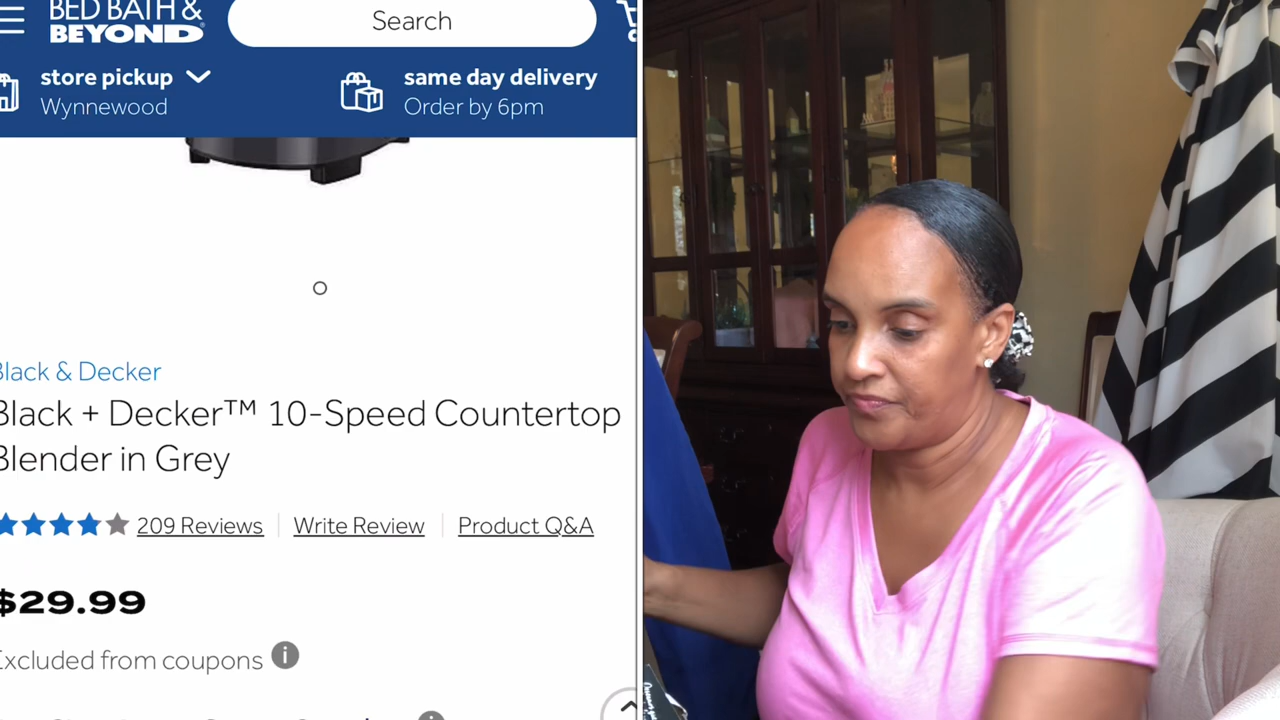 BED BATH &
BEYOND
Search
store pickup
Wynnewood
same day delivery
Order by 6pm
Black & Decker
Black + Decker™ 10-Speed Countertop
Blender in Grey
209 Reviews
Write Review
Product Q&A
$29.99
Excluded from coupons